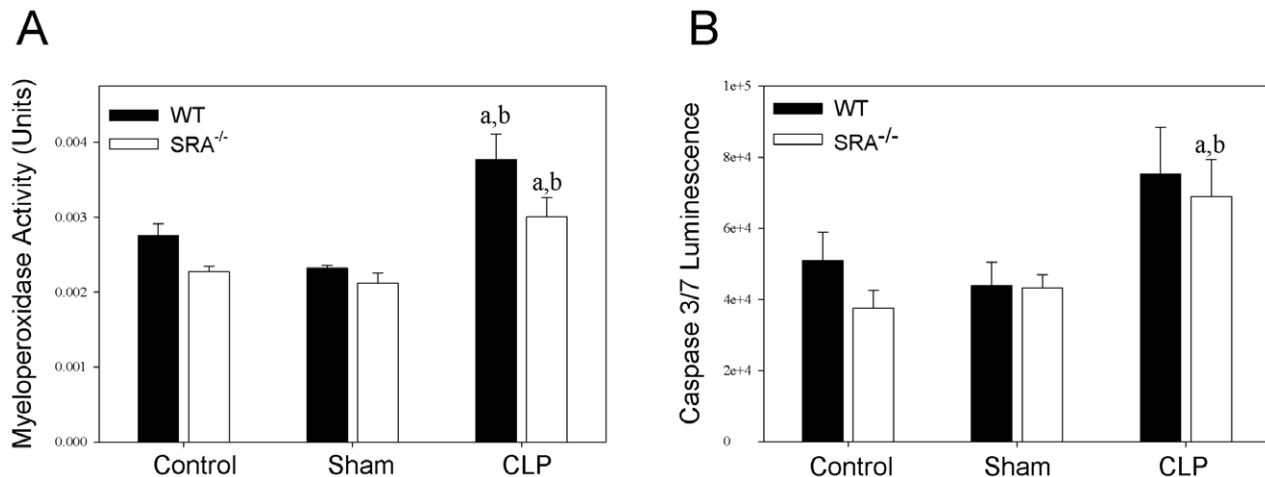 A
Myeloperoxidase Activity (Units)
0.004
0.003
0.002
0.001
0.000
WT
SRA-/-
a,b
a,b
Control
Sham
CLP
B
Caspase 3/7 Luminescence
1e+5
8e+4
6e+4
4e+4
2e+4
0
WT
SRA-/-
a,b
Control
Sham
CLP